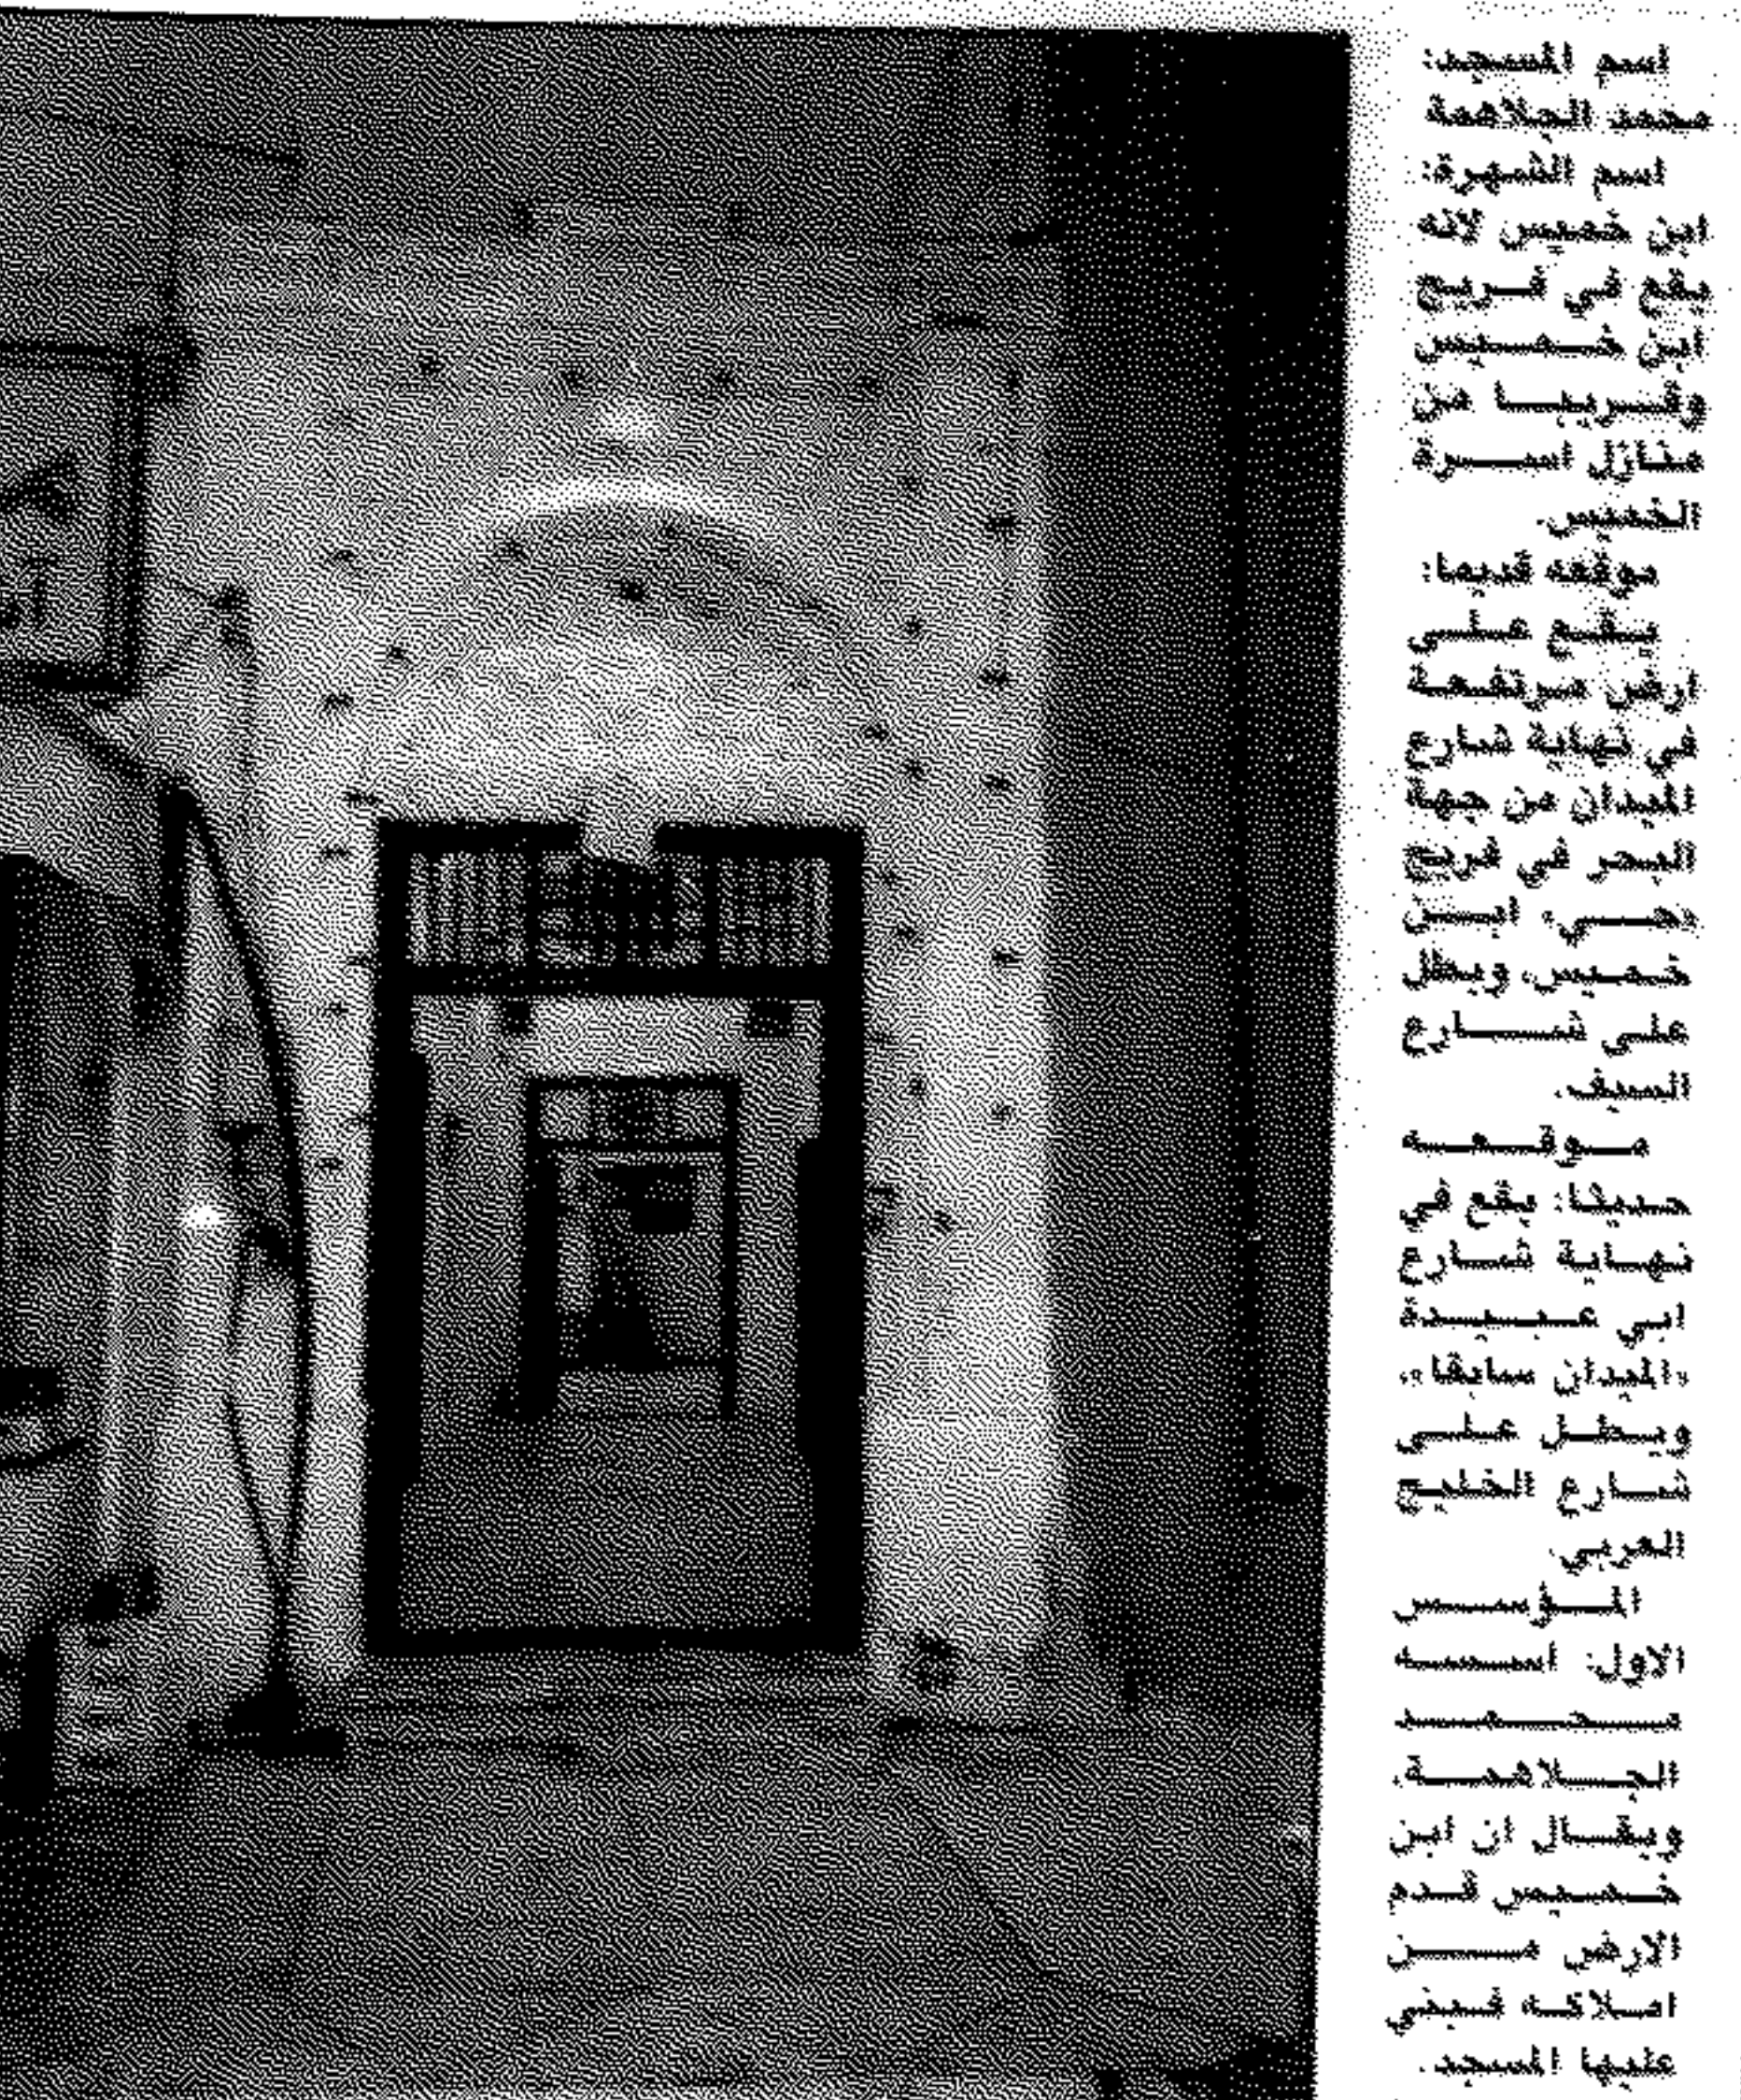 اسم المسجد:
محمد الجلاهمة
اسم الشهرة:
ابن خميس لانه
يقع في فريج
ابن خميس
وقريبا من
منازل اسرة
الخميس.
موقعه قديما:
يقع على
ارض مرتفعة
في نهاية شارع
الميدان من جهة
البحر في فريج
«حي» ابن
خميس، ويطل
على شارع
السيف.
موقعه
حديثا: يقع في
نهاية شارع
ابي عبيدة
«الميدان سابقا»،
ويطل على
شارع الخليج
العربي.
المؤسس
الاول: اسسه
محمد
الجلاهمة،
ويقال ان ابن
خميس قدم
الارض من
املاكه فبنى
عليها المسجد.